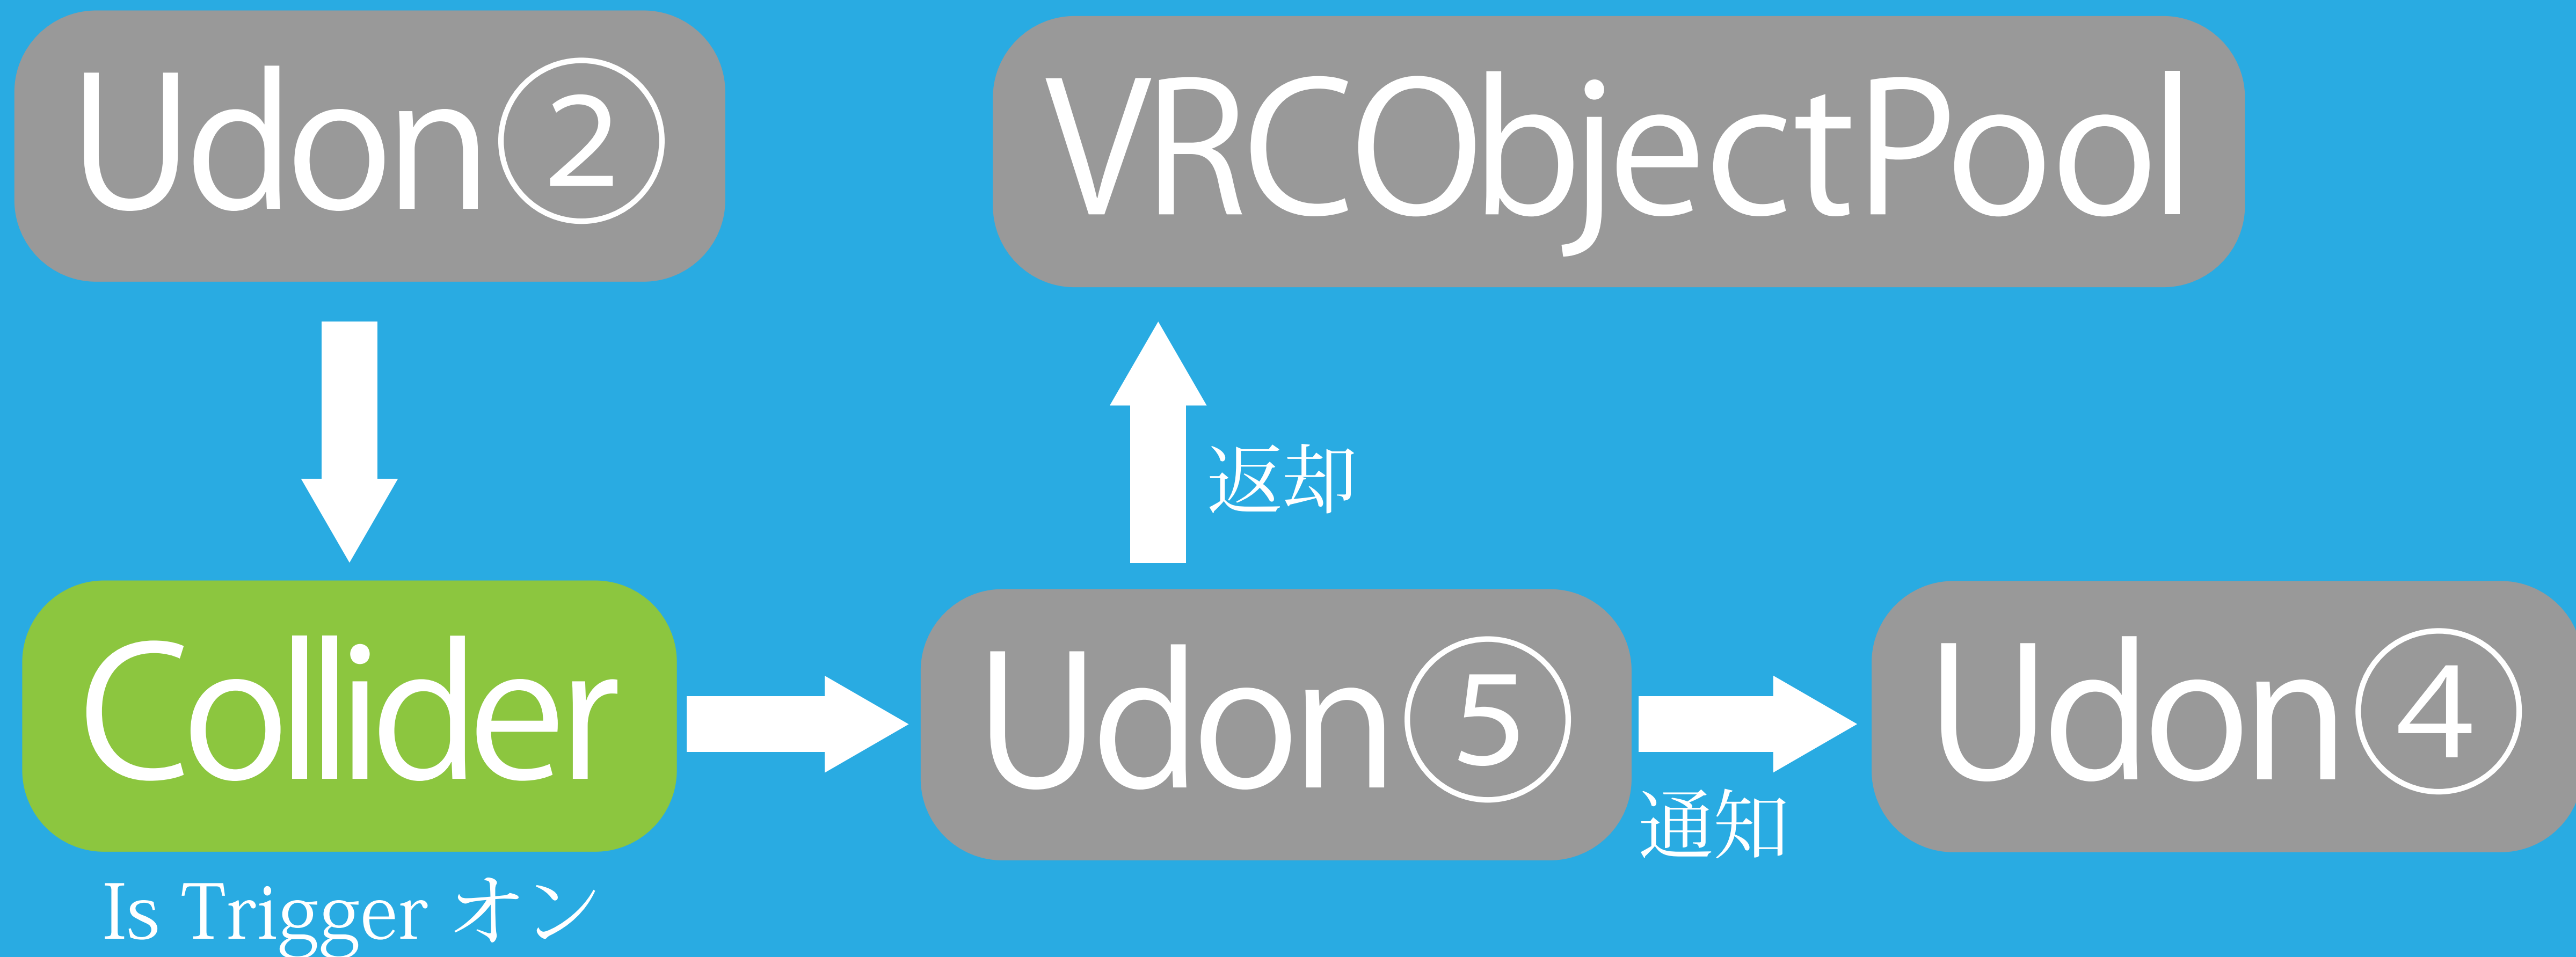 Udon②
VRCObjectPool
返却
Collider
Udon⑤
Udon④
通知
Is Trigger オン